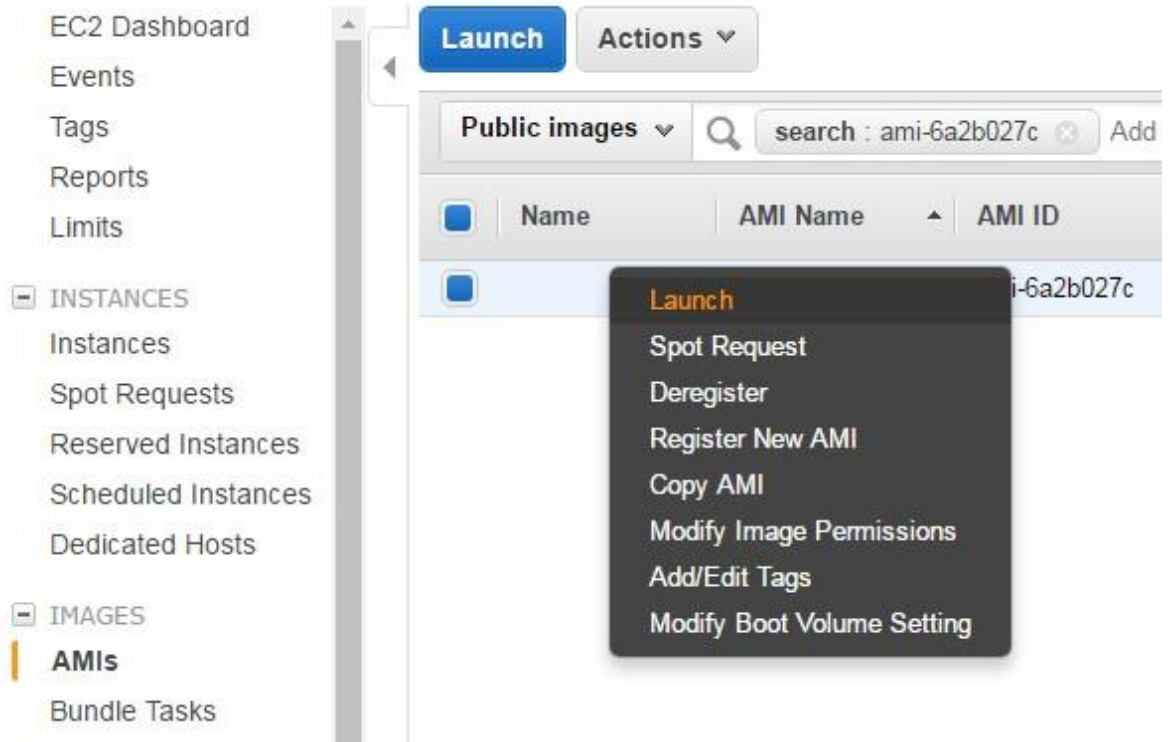 EC2 Dashboard
Events
Tags
Reports
Limits
INSTANCES
Instances
Spot Requests
Reserved Instances
Scheduled Instances
Dedicated Hosts
IMAGES
AMIs
Bundle Tasks
Launch Actions
Public images search : ami-6a2b027c Add
Name AMI Name AMI ID
i-6a2b027c
Launch
Spot Request
Deregister
Register New AMI
Copy AMI
Modify Image Permissions
Add/Edit Tags
Modify Boot Volume Setting